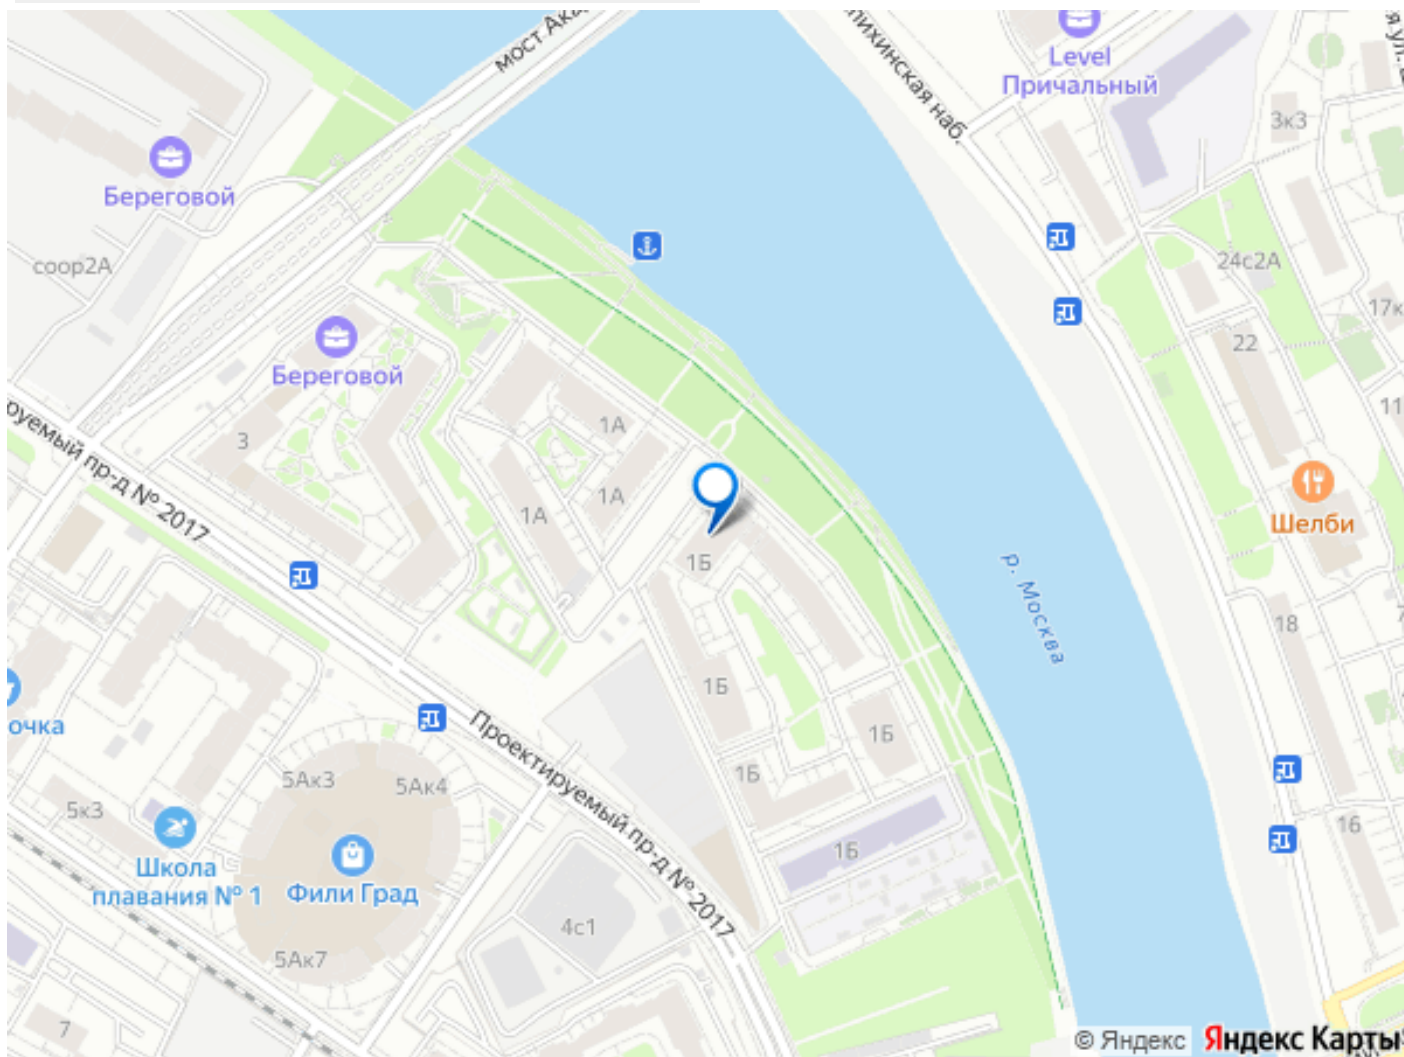 мост Ака
Level
Причальный
наб.
3к3
Береговой
соор2А
24с2А
17к
22
Береговой
11
3
1А
1А
1А
Проектируемый пр-д № 2017
пр-д № 2017
1Б
Шелби
р. Москва
18
1Б
1Б
1Б
очка
5Ак3
5Ак4
5к3
Школа
плавания № 1
Фили Град
1Б
16
4с1
5Ак7
7
© Яндекс
Яндекс Карты